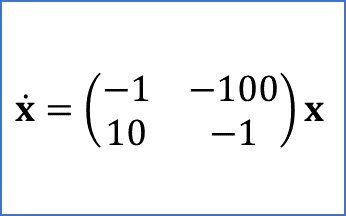 ẋ = (−1 −100
10 −1) x